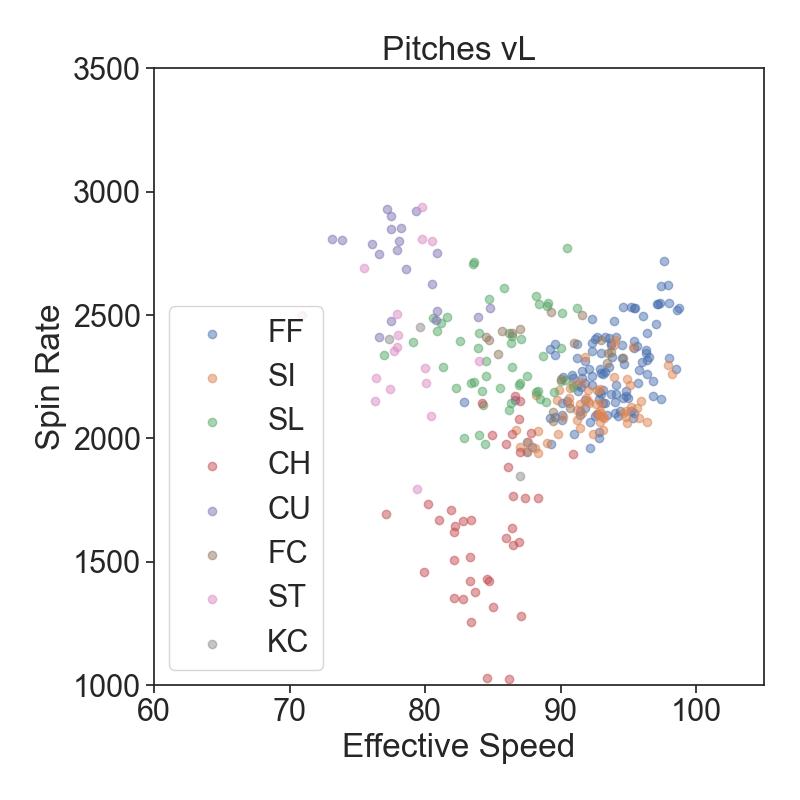 Pitches vL
3500
3000
2500
2000
1500
1000
Spin Rate
FF
SI
SL
CH
CU
FC
ST
KC
60 70 80 90 100
Effective Speed